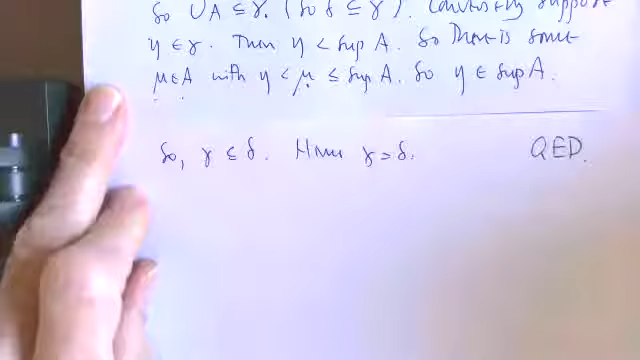 So ∪A ⊆ γ. (So δ ≤ γ). Conversely suppose
η ∈ γ. Then η < sup A. So there is some
μ ∈ A with η < μ ≤ sup A. So η ∈ sup A.
So, γ ≤ δ. Hence γ = δ. QED.